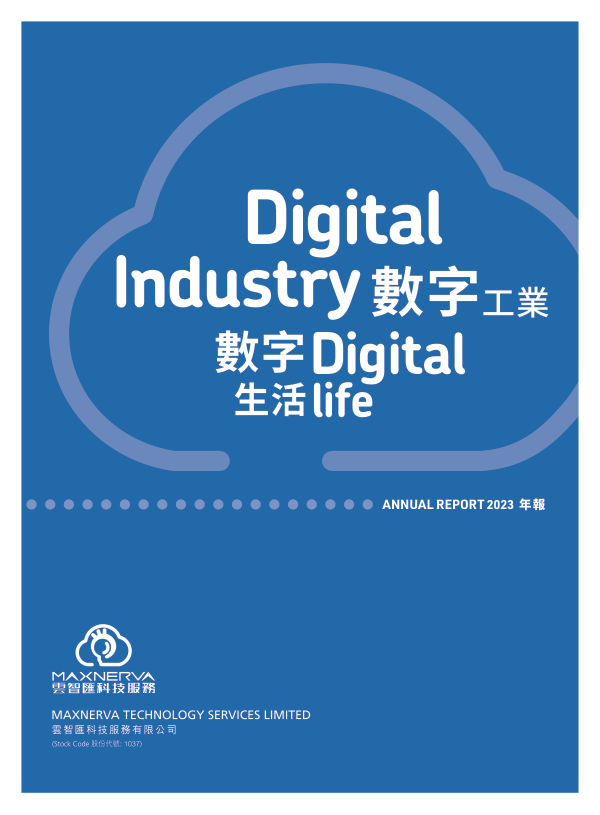 Digital
Industry 數字 工業
數字 Digital
生活 life
ANNUAL REPORT 2023 年報
MAXNERVA
雲智匯科技服務
MAXNERVA TECHNOLOGY SERVICES LIMITED
雲智匯科技服務有限公司
(Stock Code 股份代號: 1037)